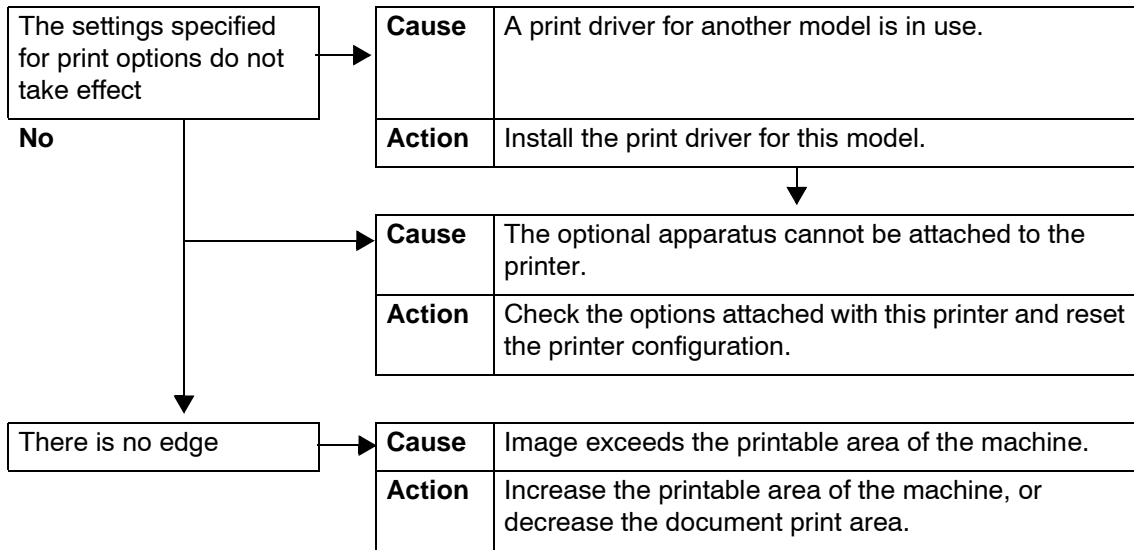 The settings specified
for print options do not
take effect
Cause
A print driver for another model is in use.
No
Action
Install the print driver for this model.
Cause
The optional apparatus cannot be attached to the
printer.
Action
Check the options attached with this printer and reset
the printer configuration.
There is no edge
Cause
Image exceeds the printable area of the machine.
Action
Increase the printable area of the machine, or
decrease the document print area.